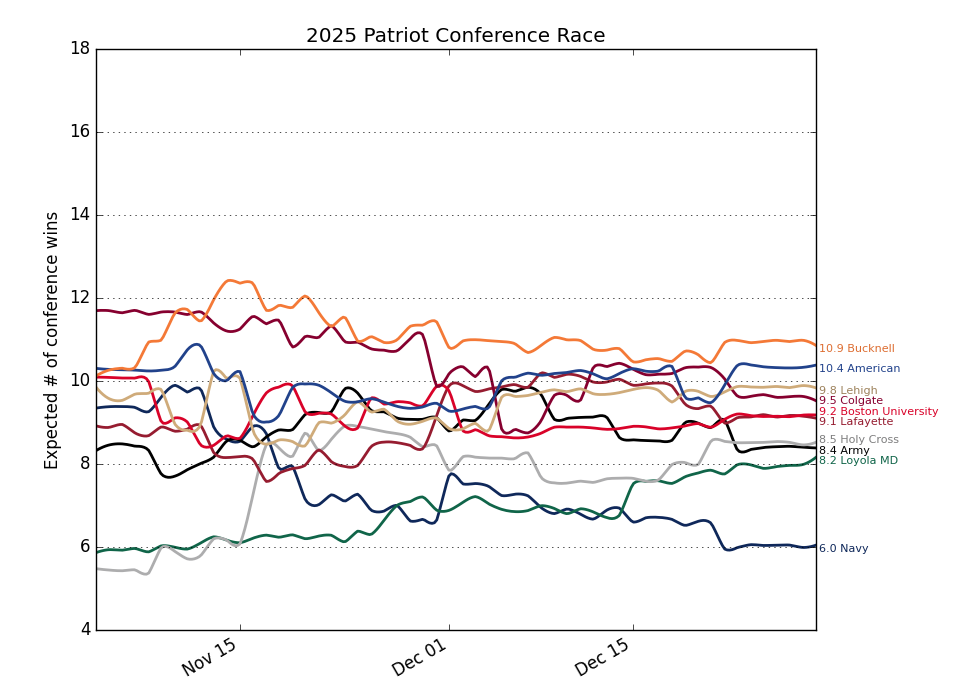 2025 Patriot Conference Race
Expected # of conference wins
18
16
14
12
10
8
6
4
Nov 15
Dec 01
Dec 15
10.9 Bucknell
10.4 American
9.8 Lehigh
9.5 Colgate
9.2 Boston University
9.1 Lafayette
8.5 Holy Cross
8.4 Army
8.2 Loyola MD
6.0 Navy